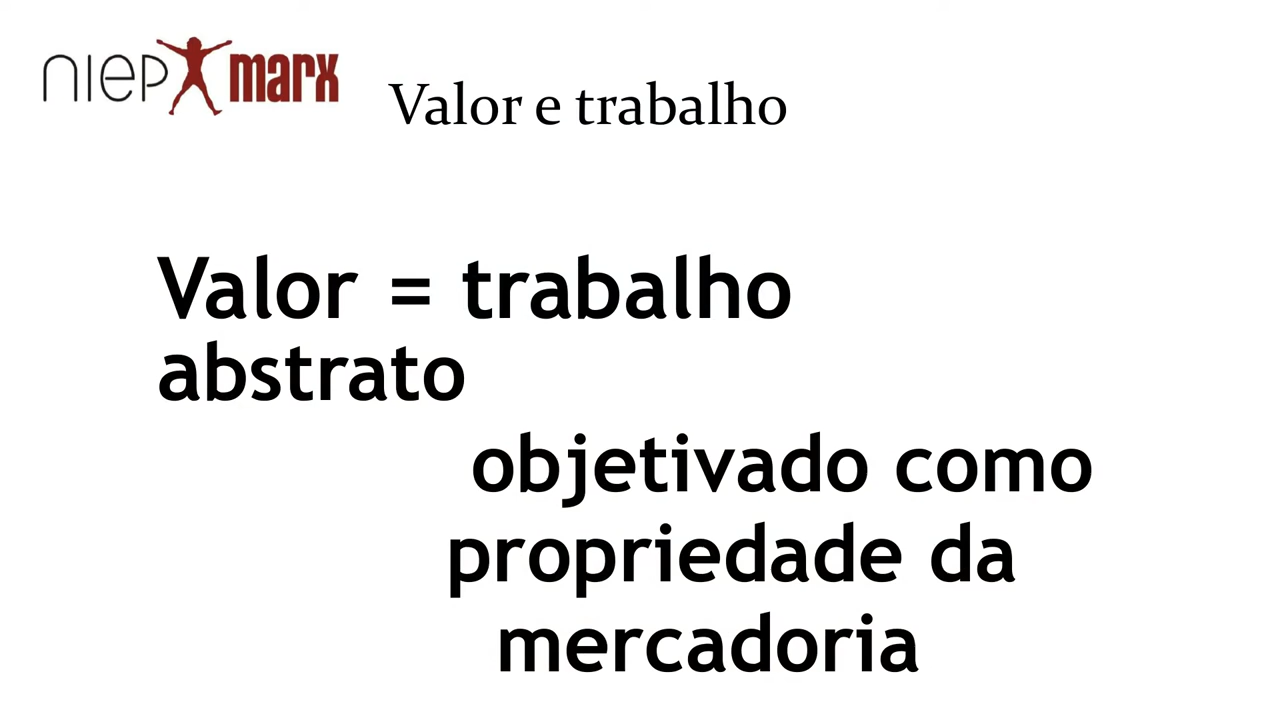 NIEP marx
Valor e trabalho
Valor = trabalho
abstrato
objetivado como
propriedade da
mercadoria